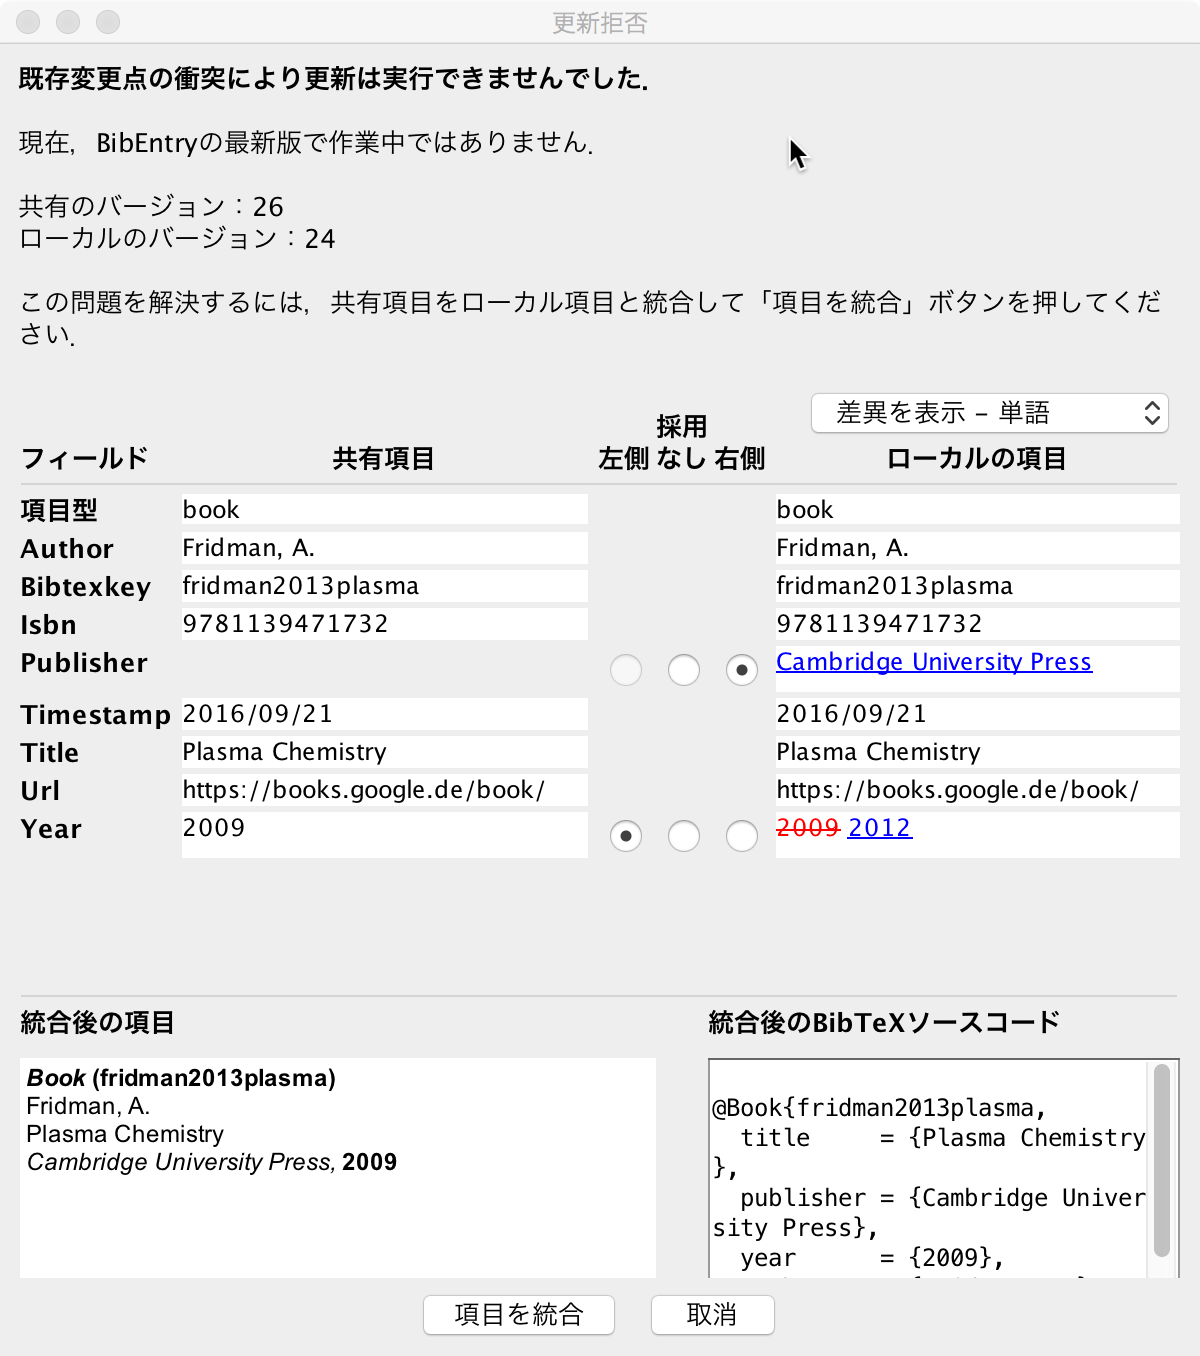 更新拒否
既存変更点の衝突により更新は実行できませんでした．
現在，BibEntryの最新版で作業中ではありません．
共有のバージョン：26
ローカルのバージョン：24
この問題を解決するには，共有項目をローカル項目と統合して「項目を統合」ボタンを押してくだ
さい．
差異を表示 – 単語
採用
フィールド 共有項目 左側 なし 右側 ローカルの項目
項目型 book book
Author Fridman, A. Fridman, A.
Bibtexkey fridman2013plasma fridman2013plasma
Isbn 9781139471732 9781139471732
Publisher Cambridge University Press
Timestamp 2016/09/21 2016/09/21
Title Plasma Chemistry Plasma Chemistry
Url https://books.google.de/book/ https://books.google.de/book/
Year 2009 2009 2012
統合後の項目
Book (fridman2013plasma)
Fridman, A.
Plasma Chemistry
Cambridge University Press, 2009
統合後のBibTeXソースコード
@Book{fridman2013plasma,
title = {Plasma Chemistry
},
publisher = {Cambridge Univer
sity Press},
year = {2009},
項目を統合 取消